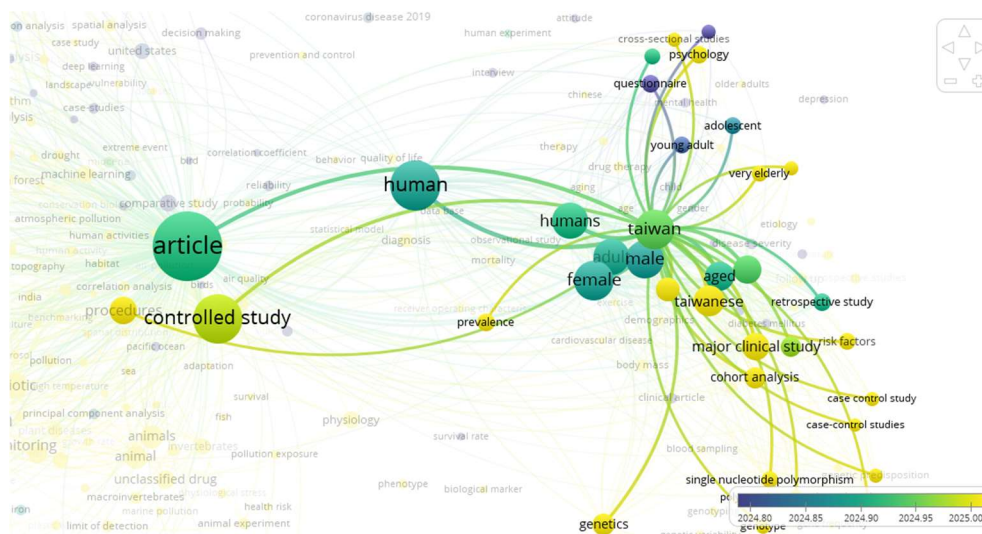 coronavirus disease 2019
attitude
on analysis
spatial analysis
decision making
human experiment
cross-sectional studies
case study
united states
prevention and control
psychology
deep learning
interview
landscape
vulnerability
questionnaire
older adults
chinese
case studies
mental health
depression
adolescent
extreme event
correlation coefficient
young adult
drought
bird
behavior
quality of life
therapy
machine learning
drug therapy
very elderly
forest
reliability
human
aging
child
comparative study
probability
age
gender
atmospheric pollution
data base
humans
taiwan
etiology
human activities
statistical model
diagnosis
observational study
disease severity
article
habitat
adult
male
topography
mortality
correlation analysis
birds
air quality
female
aged
india
procedures
exercise
taiwanese
retrospective study
benchmarking
controlled study
prevalence
demographics
diabetes mellitus
pacific ocean
cardiovascular disease
major clinical study
risk factors
sea
adaptation
body mass
cohort analysis
high temperature
survival
clinical article
case control study
principal component analysis
fish
physiology
case-control studies
plant diseases
animals
invertebrates
survival rate
animal
pollution exposure
blood sampling
unclassified drug
phenotype
single nucleotide polymorphism
macroinvertebrates
biological marker
marine pollution
health risk
limit of detection
animal experiment
genetics
genotype
2024.80 2024.85 2024.90 2024.95 2025.00